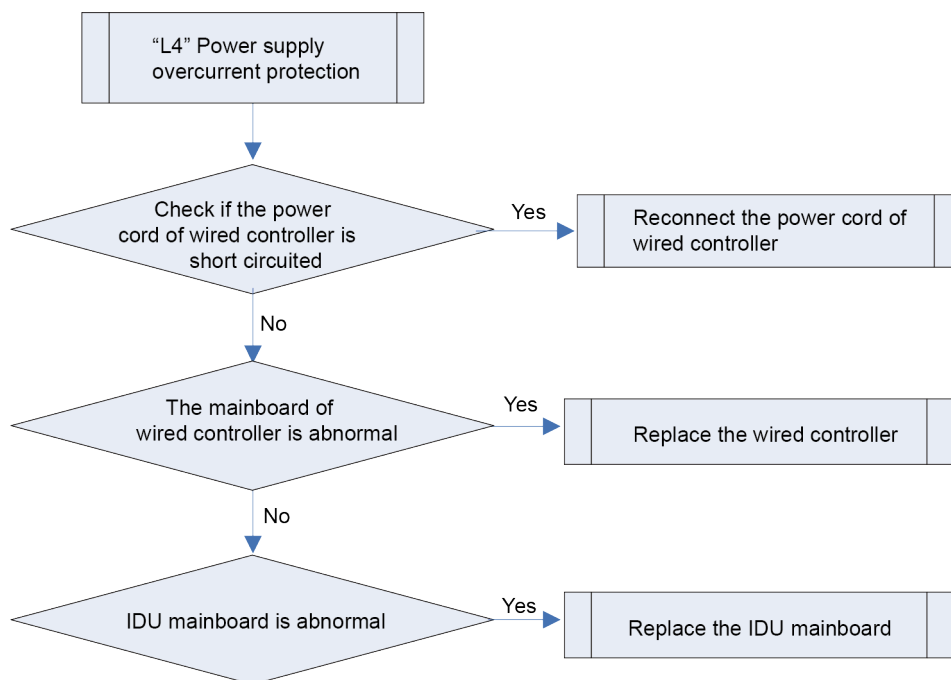 “L4” Power supply
overcurrent protection
Check if the power
cord of wired controller is
short circuited
Yes
Reconnect the power cord of
wired controller
No
The mainboard of
wired controller is abnormal
Yes
Replace the wired controller
No
IDU mainboard is abnormal
Yes
Replace the IDU mainboard